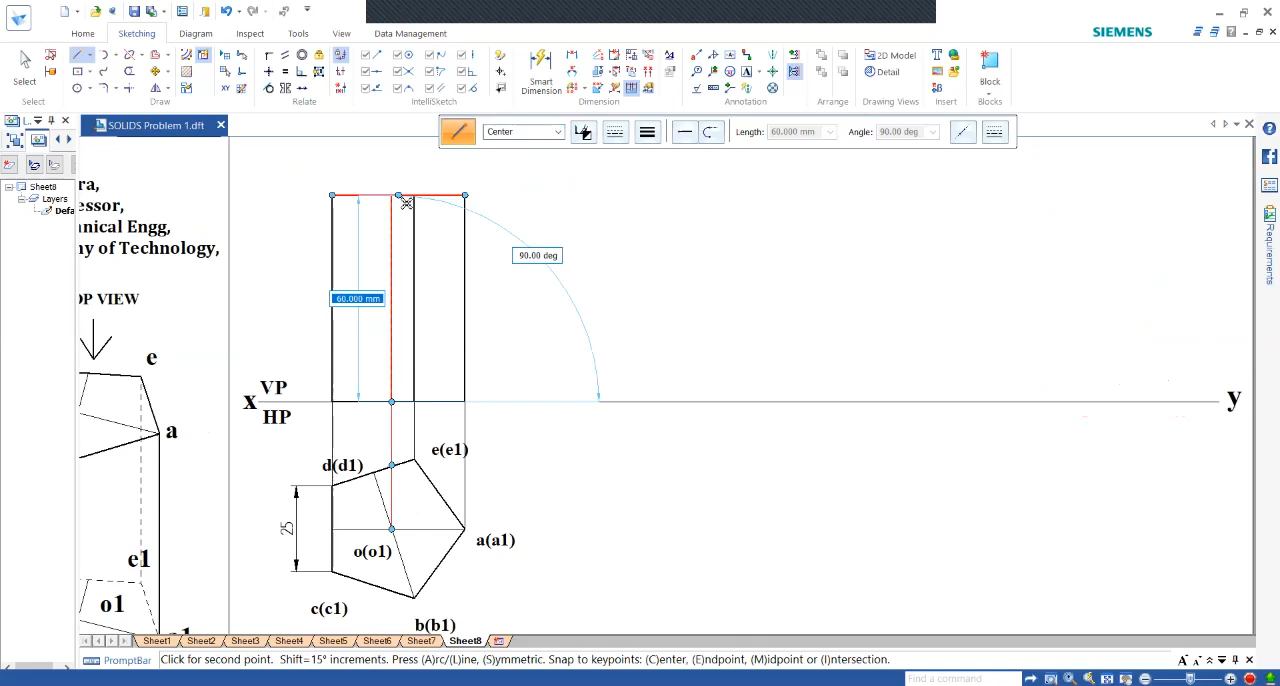 Home Sketching Diagram Inspect Tools View Data Management
SIEMENS
Select
Smart
Dimension
2D Model
Detail
Block
Select Draw Relate IntelliSketch Dimension Annotation Arrange Drawing Views Insert Blocks
SOLIDS Problem 1.dft
Center
Length: 60.000 mm
Angle: 90.00 deg
Sheet8
Layers
Defa
ra,
essor,
nanical Engg,
ny of Technology,
OP VIEW
e
a
e1
o1
90.00 deg
60.000 mm
VP
x y
HP
e(e1)
d(d1)
25
a(a1)
o(o1)
c(c1)
b(b1)
Requirements
Sheet1 Sheet2 Sheet3 Sheet4 Sheet5 Sheet6 Sheet7 Sheet8
PromptBar Click for second point. Shift=15° increments. Press (A)rc/(L)ine, (S)ymmetric. Snap to keypoints: (C)enter, (E)ndpoint, (M)idpoint or (I)ntersection.
Find a command